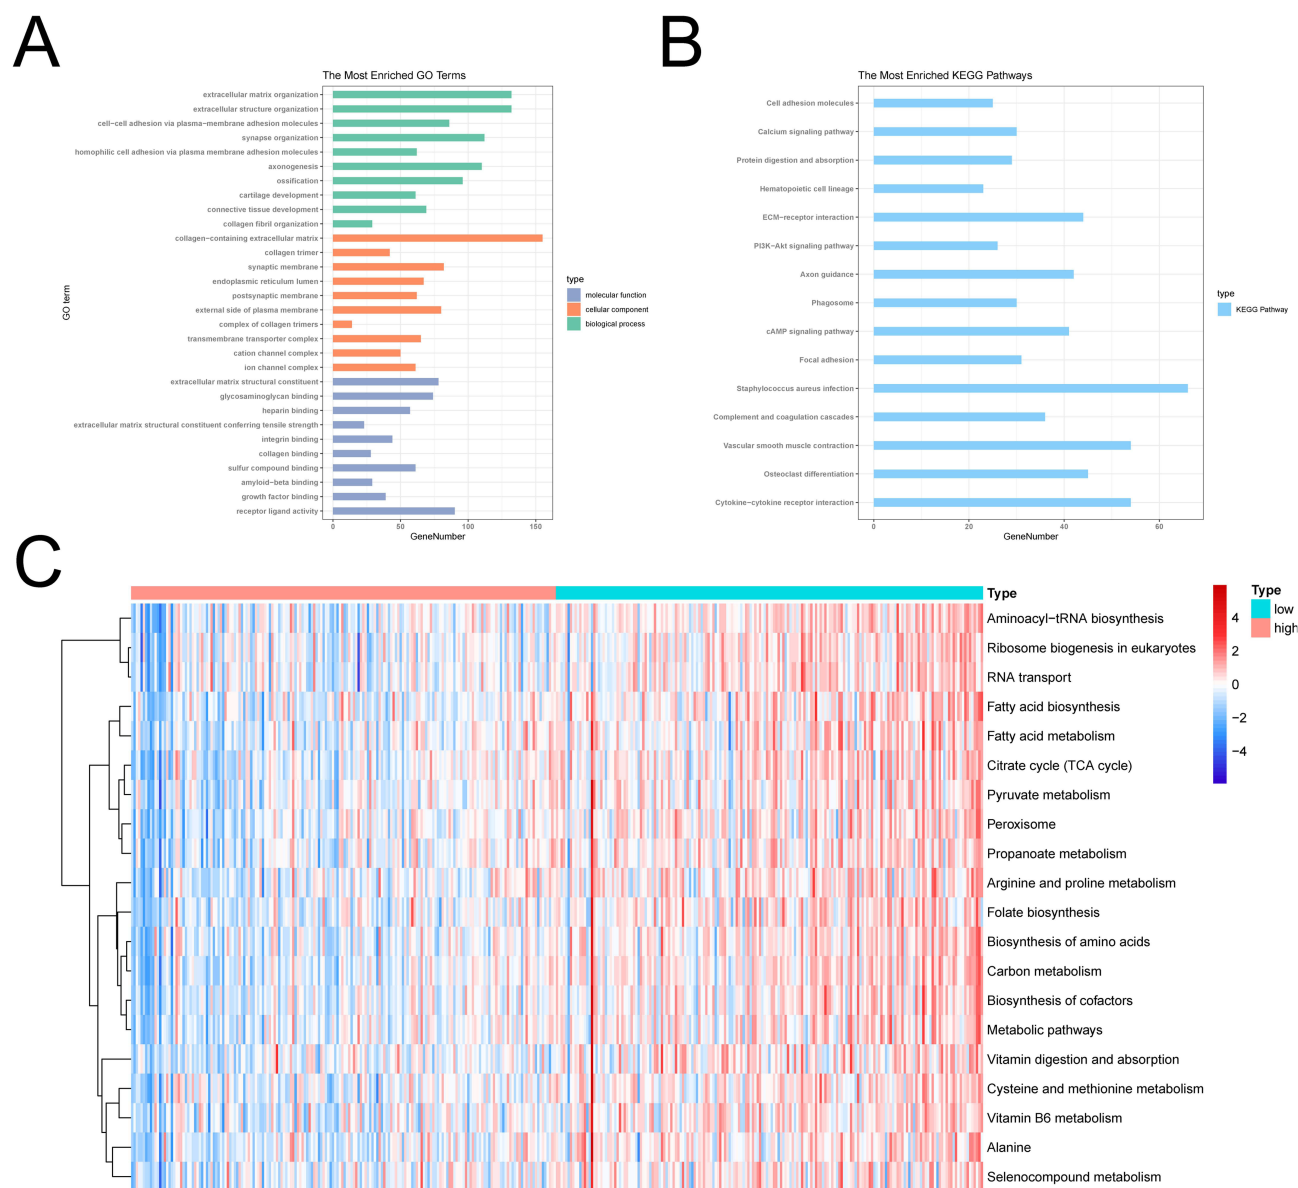 A
B
The Most Enriched GO Terms
extracellular matrix organization
extracellular structure organization
cell−cell adhesion via plasma−membrane adhesion molecules
synapse organization
homophilic cell adhesion via plasma membrane adhesion molecules
axonogenesis
ossification
cartilage development
connective tissue development
collagen fibril organization
collagen−containing extracellular matrix
collagen trimer
synaptic membrane
endoplasmic reticulum lumen
postsynaptic membrane
external side of plasma membrane
complex of collagen trimers
transmembrane transporter complex
cation channel complex
ion channel complex
extracellular matrix structural constituent
glycosaminoglycan binding
heparin binding
extracellular matrix structural constituent conferring tensile strength
integrin binding
collagen binding
sulfur compound binding
amyloid−beta binding
growth factor binding
receptor ligand activity
GO term
0 50 100 150
GeneNumber
type
molecular function
cellular component
biological process
The Most Enriched KEGG Pathways
Cell adhesion molecules
Calcium signaling pathway
Protein digestion and absorption
Hematopoietic cell lineage
ECM−receptor interaction
PI3K−Akt signaling pathway
Axon guidance
Phagosome
cAMP signaling pathway
Focal adhesion
Staphylococcus aureus infection
Complement and coagulation cascades
Vascular smooth muscle contraction
Osteoclast differentiation
Cytokine−cytokine receptor interaction
0 20 40 60
GeneNumber
type
KEGG Pathway
C
Type
Aminoacyl−tRNA biosynthesis
Ribosome biogenesis in eukaryotes
RNA transport
Fatty acid biosynthesis
Fatty acid metabolism
Citrate cycle (TCA cycle)
Pyruvate metabolism
Peroxisome
Propanoate metabolism
Arginine and proline metabolism
Folate biosynthesis
Biosynthesis of amino acids
Carbon metabolism
Biosynthesis of cofactors
Metabolic pathways
Vitamin digestion and absorption
Cysteine and methionine metabolism
Vitamin B6 metabolism
Alanine
Selenocompound metabolism
4
2
0
−2
−4
Type
low
high